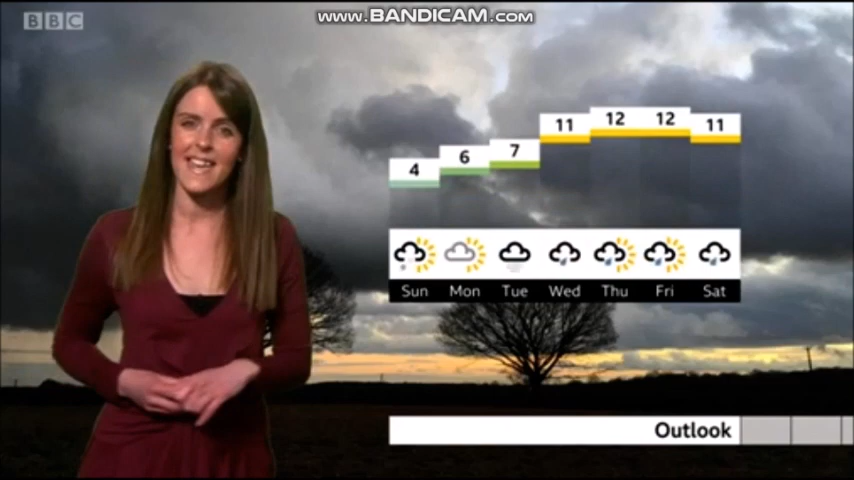 BBC
www.BANDICAM.com
4 6 7 11 12 12 11
Sun Mon Tue Wed Thu Fri Sat
Outlook